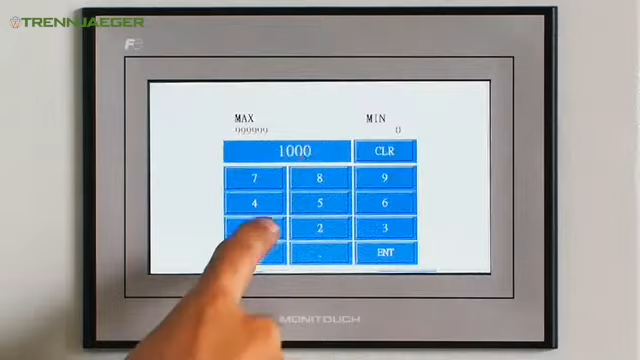 TRENNJAEGER
MAX MIN
999999 0
1000 CLR
7 8 9
4 5 6
2 3
. ENT
MONITOUCH